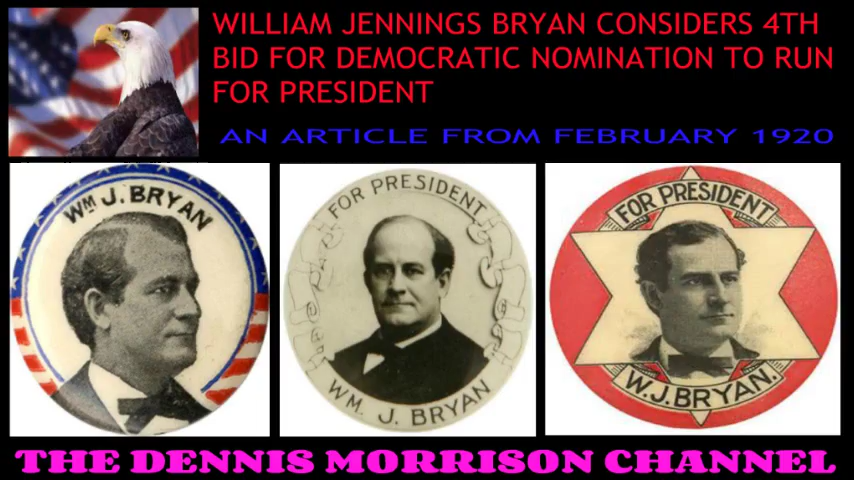 WILLIAM JENNINGS BRYAN CONSIDERS 4TH
BID FOR DEMOCRATIC NOMINATION TO RUN
FOR PRESIDENT
AN ARTICLE FROM FEBRUARY 1920
WM J. BRYAN
FOR PRESIDENT
WM. J. BRYAN
FOR PRESIDENT
W.J.BRYAN.
THE DENNIS MORRISON CHANNEL